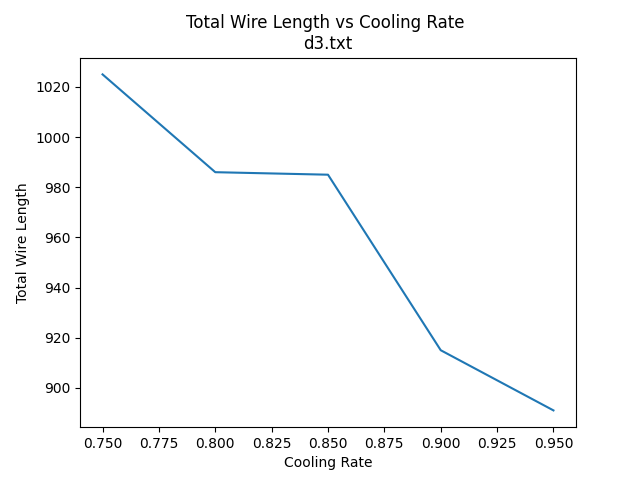 Total Wire Length vs Cooling Rate
d3.txt
Total Wire Length
1020
1000
980
960
940
920
900
0.750 0.775 0.800 0.825 0.850 0.875 0.900 0.925 0.950
Cooling Rate